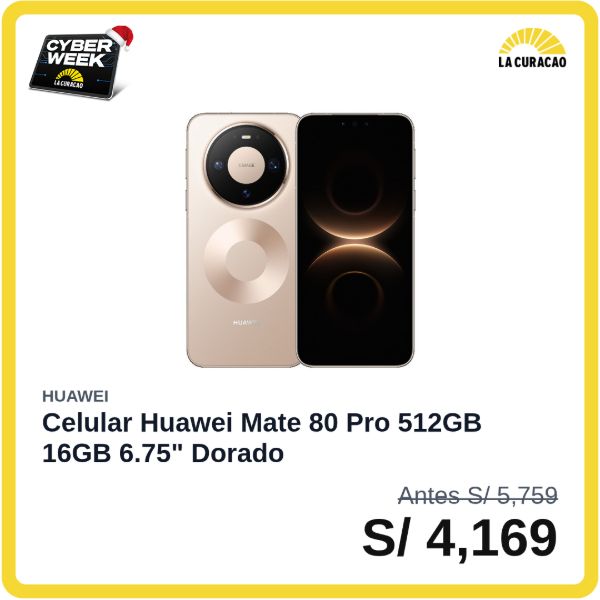 CYBER
WEEK
LA CURACAO
LA CURACAO
HUAWEI
HUAWEI
Celular Huawei Mate 80 Pro 512GB
16GB 6.75" Dorado
Antes S/ 5,759
S/ 4,169